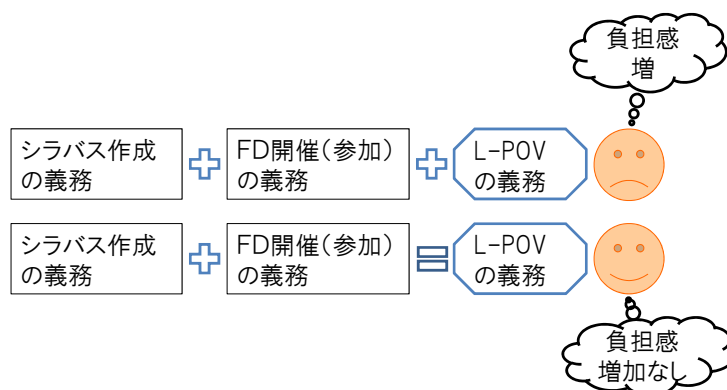 負担感
増
シラバス作成
の義務
FD開催(参加)
の義務
L-POV
の義務
シラバス作成
の義務
FD開催(参加)
の義務
L-POV
の義務
負担感
増加なし